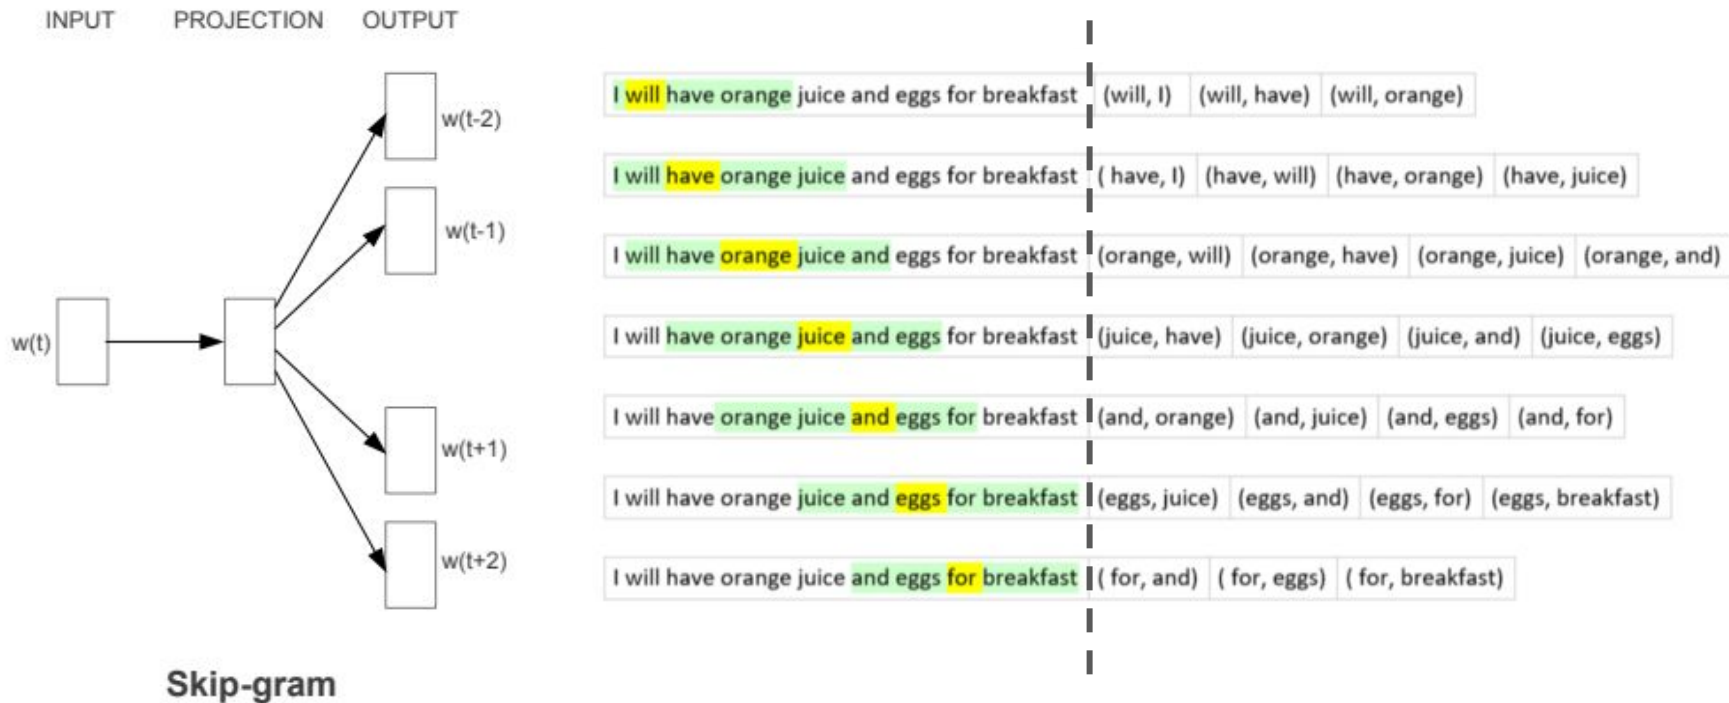 INPUT PROJECTION OUTPUT
w(t-2)
w(t-1)
w(t)
w(t+1)
w(t+2)
Skip-gram
I will have orange juice and eggs for breakfast (will, I) (will, have) (will, orange)
I will have orange juice and eggs for breakfast ( have, I) (have, will) (have, orange) (have, juice)
I will have orange juice and eggs for breakfast (orange, will) (orange, have) (orange, juice) (orange, and)
I will have orange juice and eggs for breakfast (juice, have) (juice, orange) (juice, and) (juice, eggs)
I will have orange juice and eggs for breakfast (and, orange) (and, juice) (and, eggs) (and, for)
I will have orange juice and eggs for breakfast (eggs, juice) (eggs, and) (eggs, for) (eggs, breakfast)
I will have orange juice and eggs for breakfast ( for, and) ( for, eggs) ( for, breakfast)